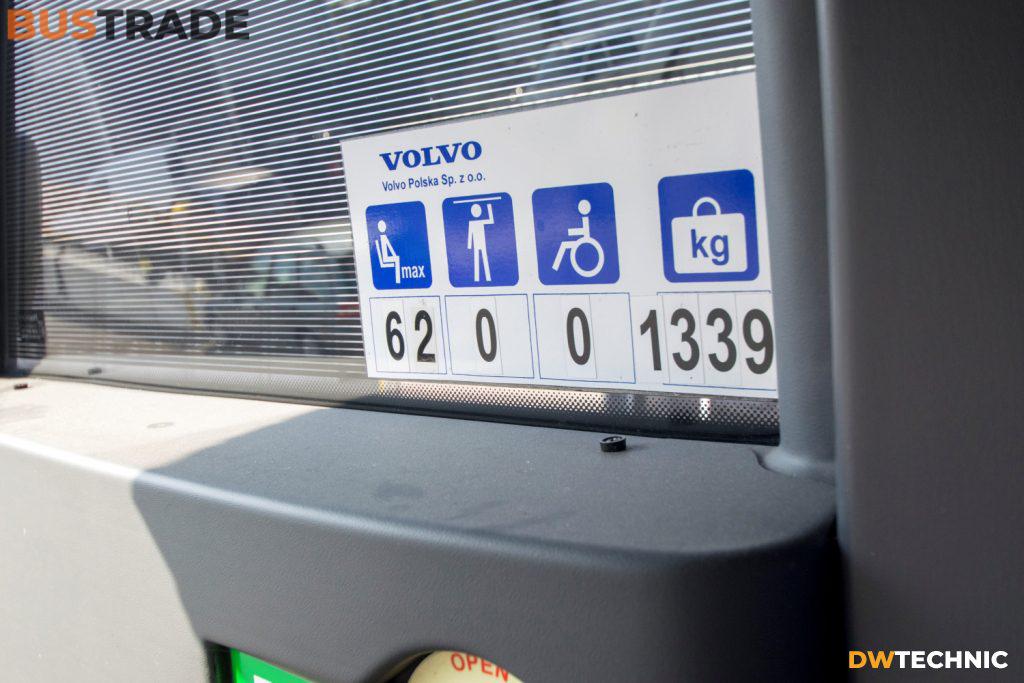 BUSTRADE
VOLVO
Volvo Polska Sp. z o.o.
max
kg
62 0 0 1339
OPEN
DWTECHNIC